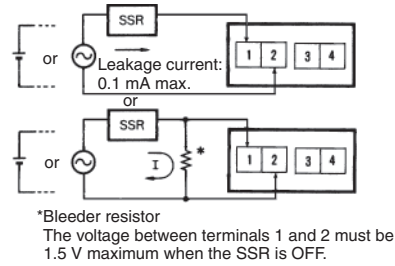 SSR
or
Leakage current:
0.1 mA max.
1 2 3 4
or
SSR
or
I
*
1 2 3 4
*Bleeder resistor
The voltage between terminals 1 and 2 must be
1.5 V maximum when the SSR is OFF.